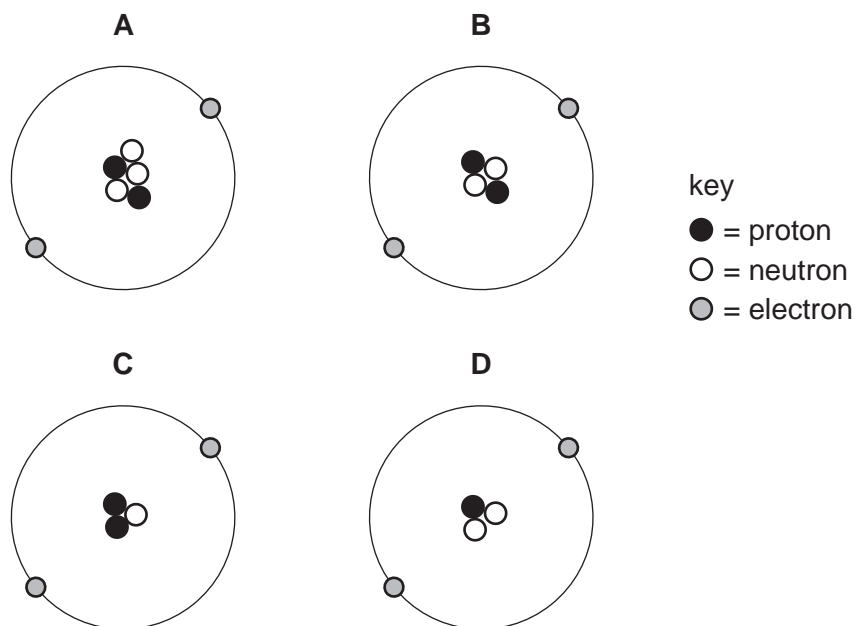 A
B
key
= proton
= neutron
= electron
C
D